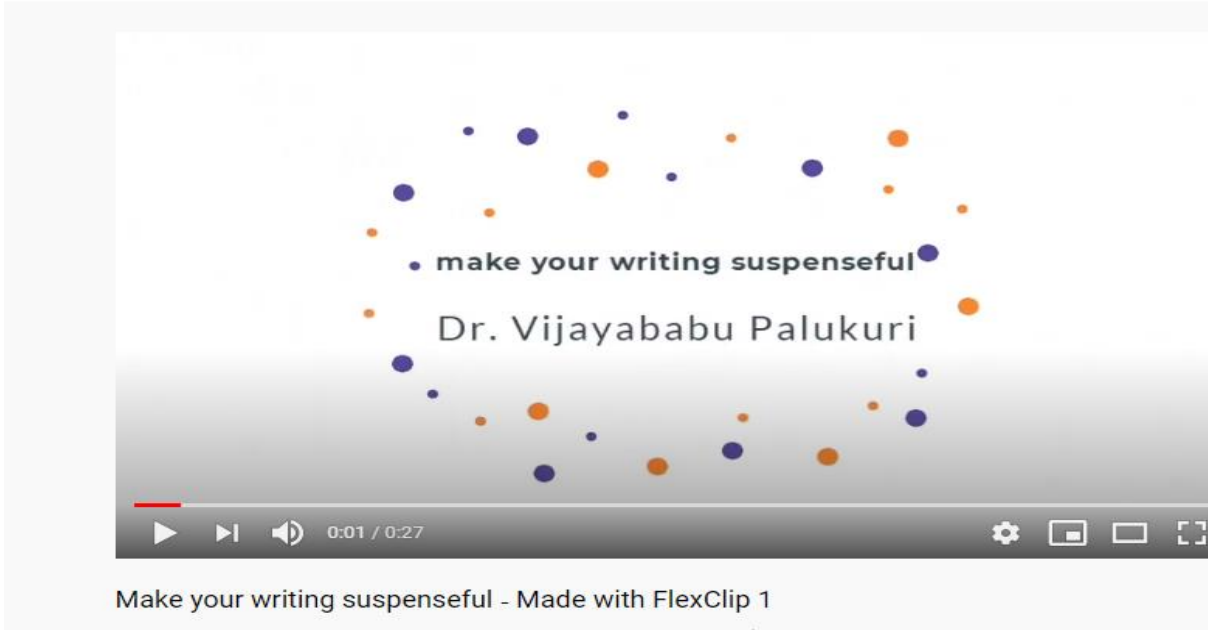 make your writing suspenseful
Dr. Vijayababu Palukuri
0:01 / 0:27
Make your writing suspenseful - Made with FlexClip 1